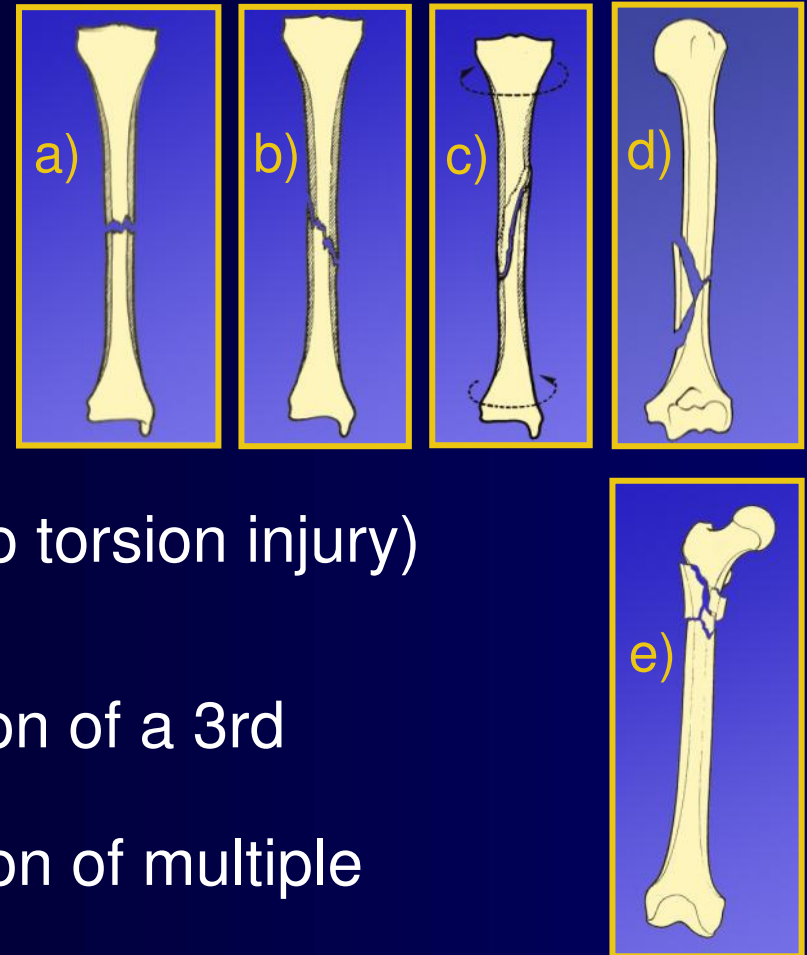 a) b) c) d)
torsion injury)
e)
on of a 3rd
on of multiple